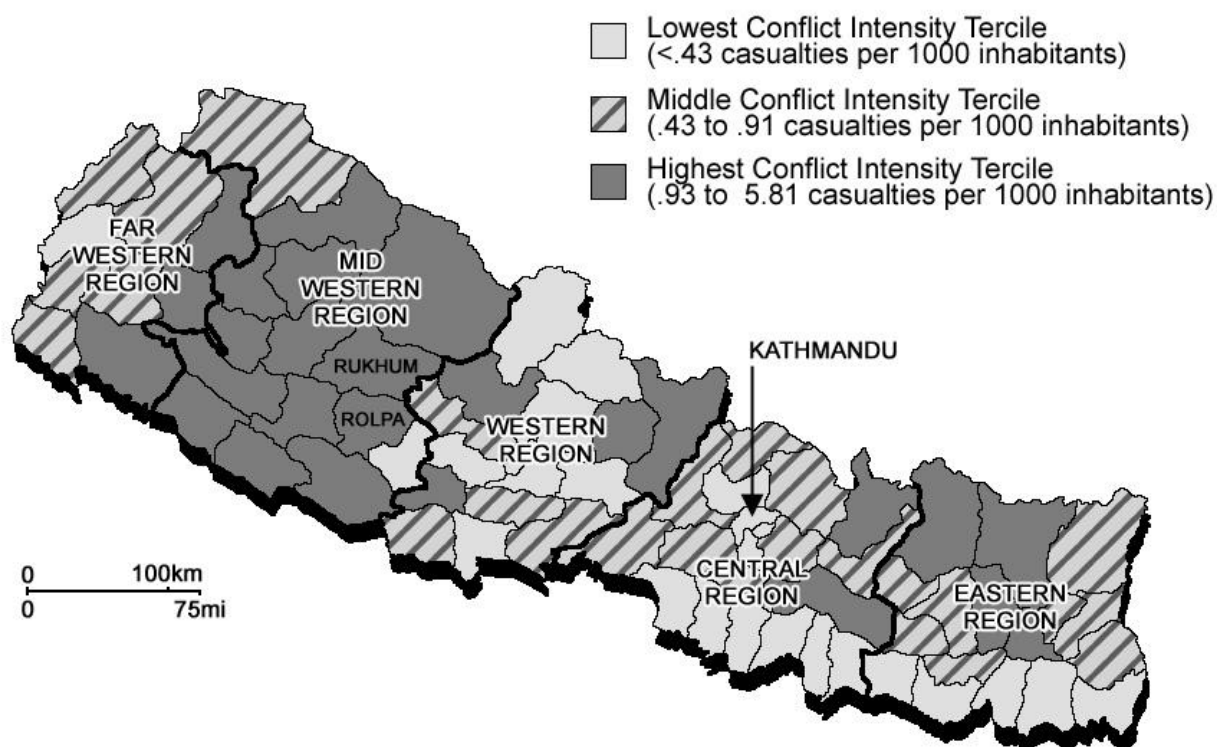 Lowest Conflict Intensity Tercile
(<.43 casualties per 1000 inhabitants)
Middle Conflict Intensity Tercile
(.43 to .91 casualties per 1000 inhabitants)
Highest Conflict Intensity Tercile
(.93 to 5.81 casualties per 1000 inhabitants)
FAR
WESTERN
REGION
MID
WESTERN
REGION
RUKHUM
ROLPA
KATHMANDU
WESTERN
REGION
CENTRAL
REGION
EASTERN
REGION
0 100km
0 75mi